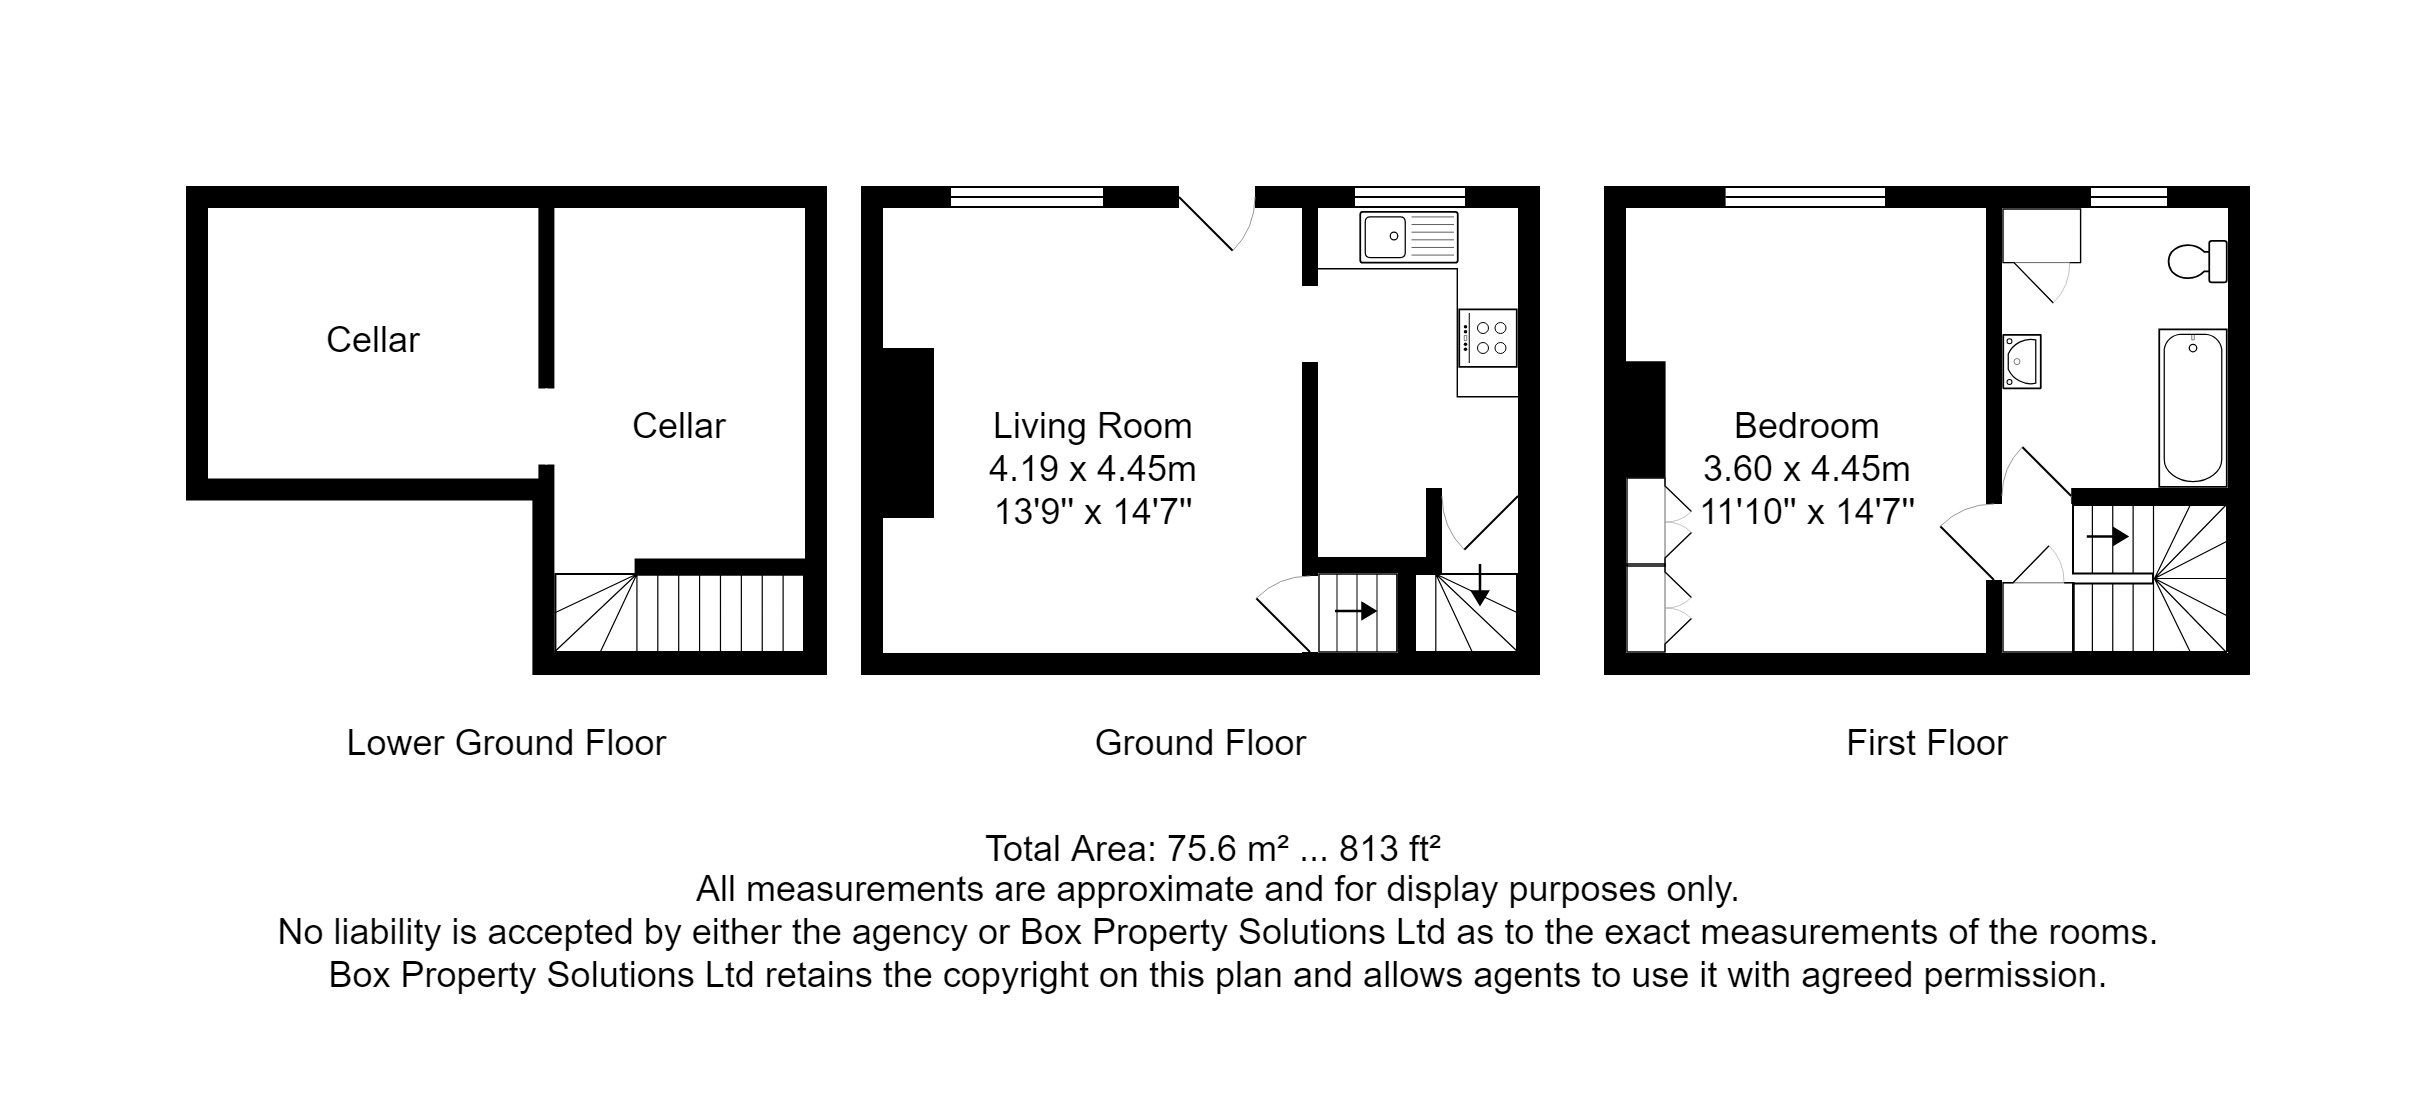 Cellar
Cellar
Living Room
4.19 x 4.45m
13'9" x 14'7"
Bedroom
3.60 x 4.45m
11'10" x 14'7"
Lower Ground Floor
Ground Floor
First Floor
Total Area: 75.6 m² ... 813 ft²
All measurements are approximate and for display purposes only.
No liability is accepted by either the agency or Box Property Solutions Ltd as to the exact measurements of the rooms.
Box Property Solutions Ltd retains the copyright on this plan and allows agents to use it with agreed permission.